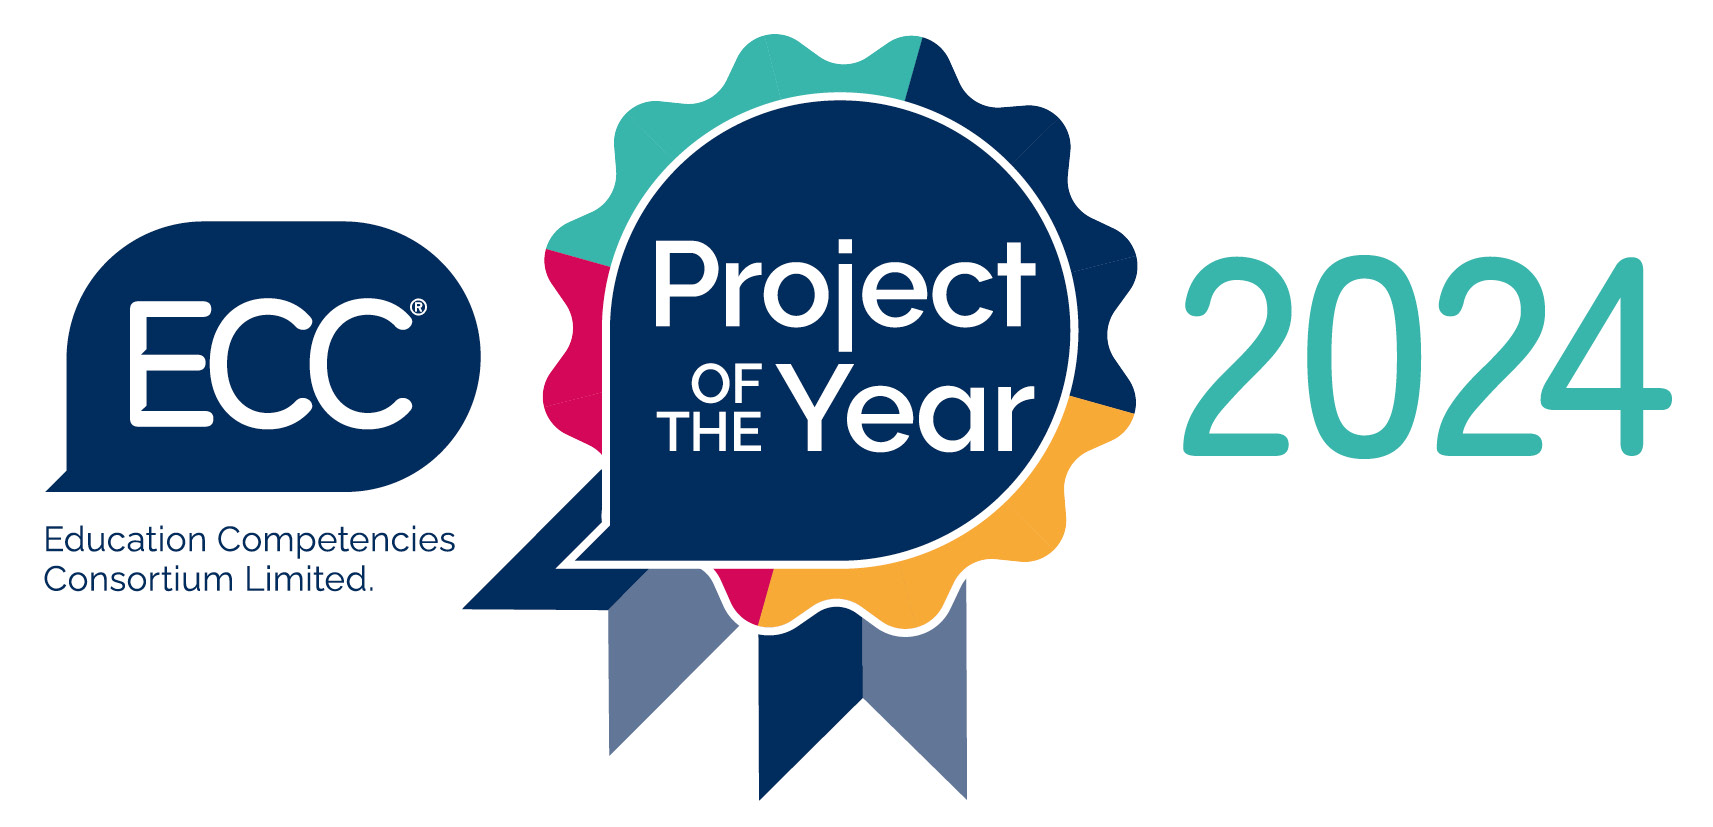 ECC®
Education Competencies
Consortium Limited.
Project
OF
THE Year
2024